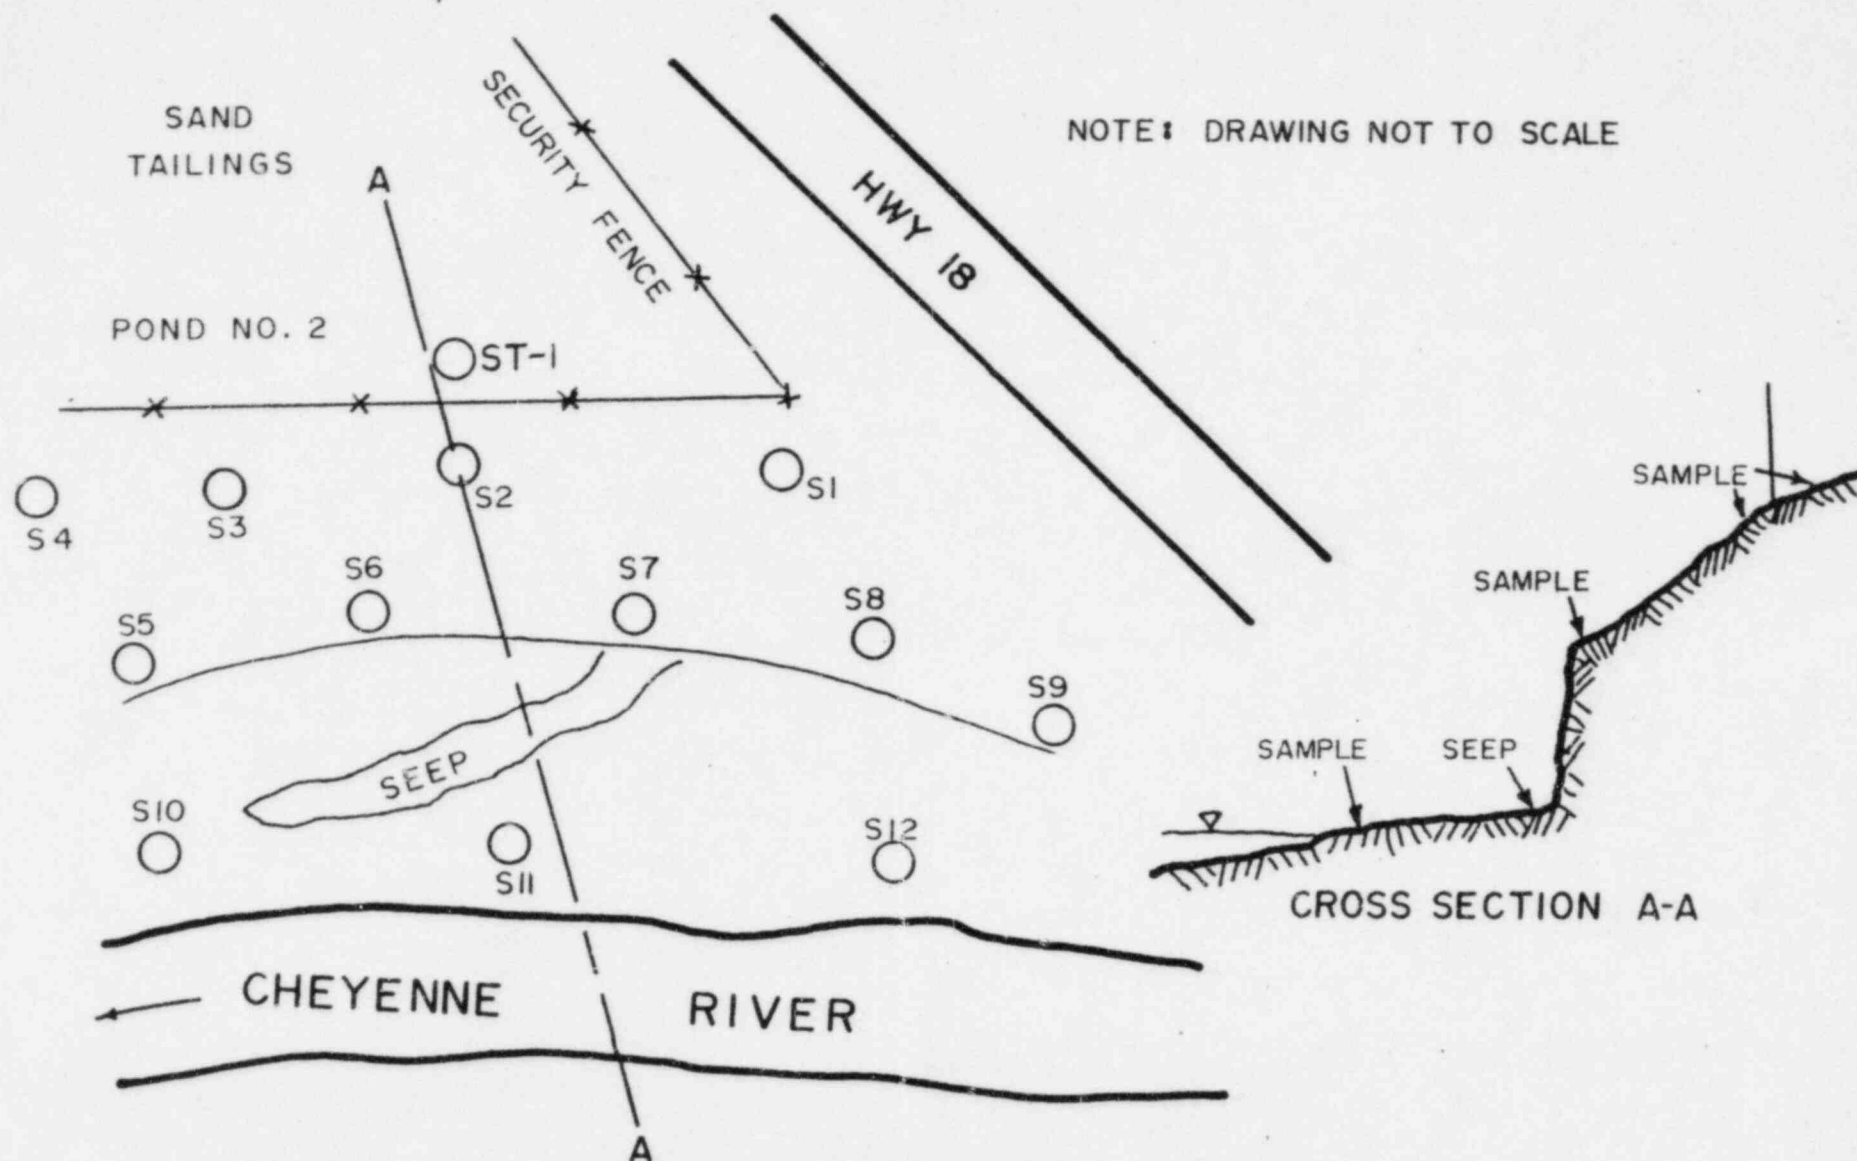 SAND
TAILINGS
A
SECURITY FENCE
HWY 18
NOTE: DRAWING NOT TO SCALE
POND NO. 2
ST-1
S1
S2
S3
S4
S5
S6
S7
S8
S9
SEEP
S10
S11
S12
CHEYENNE RIVER
A
SAMPLE
SAMPLE
SAMPLE
SEEP
CROSS SECTION A-A